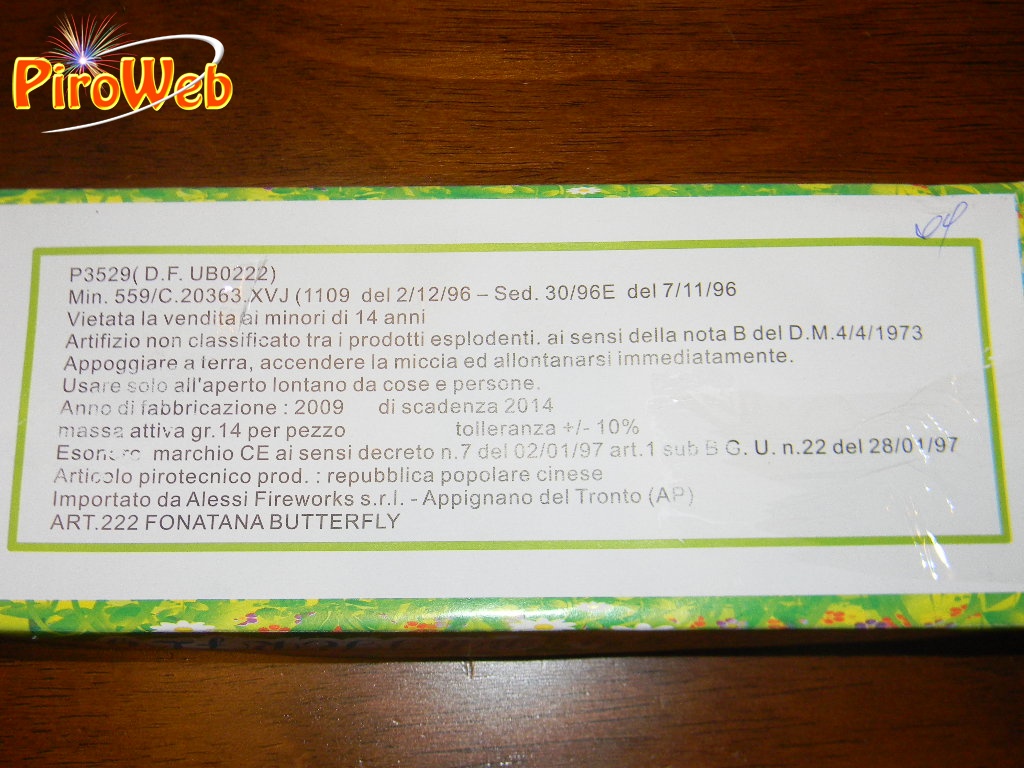 PiroWeb
P3529( D.F. UB0222)
Min. 559/C.20363.XVJ (1109 del 2/12/96 – Sed. 30/96E del 7/11/96
Vietata la vendita ai minori di 14 anni
Artifizio non classificato tra i prodotti esplodenti. ai sensi della nota B del D.M.4/4/1973
Appoggiare a terra, accendere la miccia ed allontanarsi immediatamente.
Usare solo all'aperto lontano da cose e persone.
Anno di fabbricazione : 2009 di scadenza 2014
massa attiva gr.14 per pezzo tolleranza +/- 10%
marchio CE ai sensi decreto n.7 del 02/01/97 art.1 sub B G. U. n.22 del 28/01/97
Articolo pirotecnico prod. : repubblica popolare cinese
Importato da Alessi Fireworks s.r.l. - Appignano del Tronto (AP)
ART.222 FONATANA BUTTERFLY